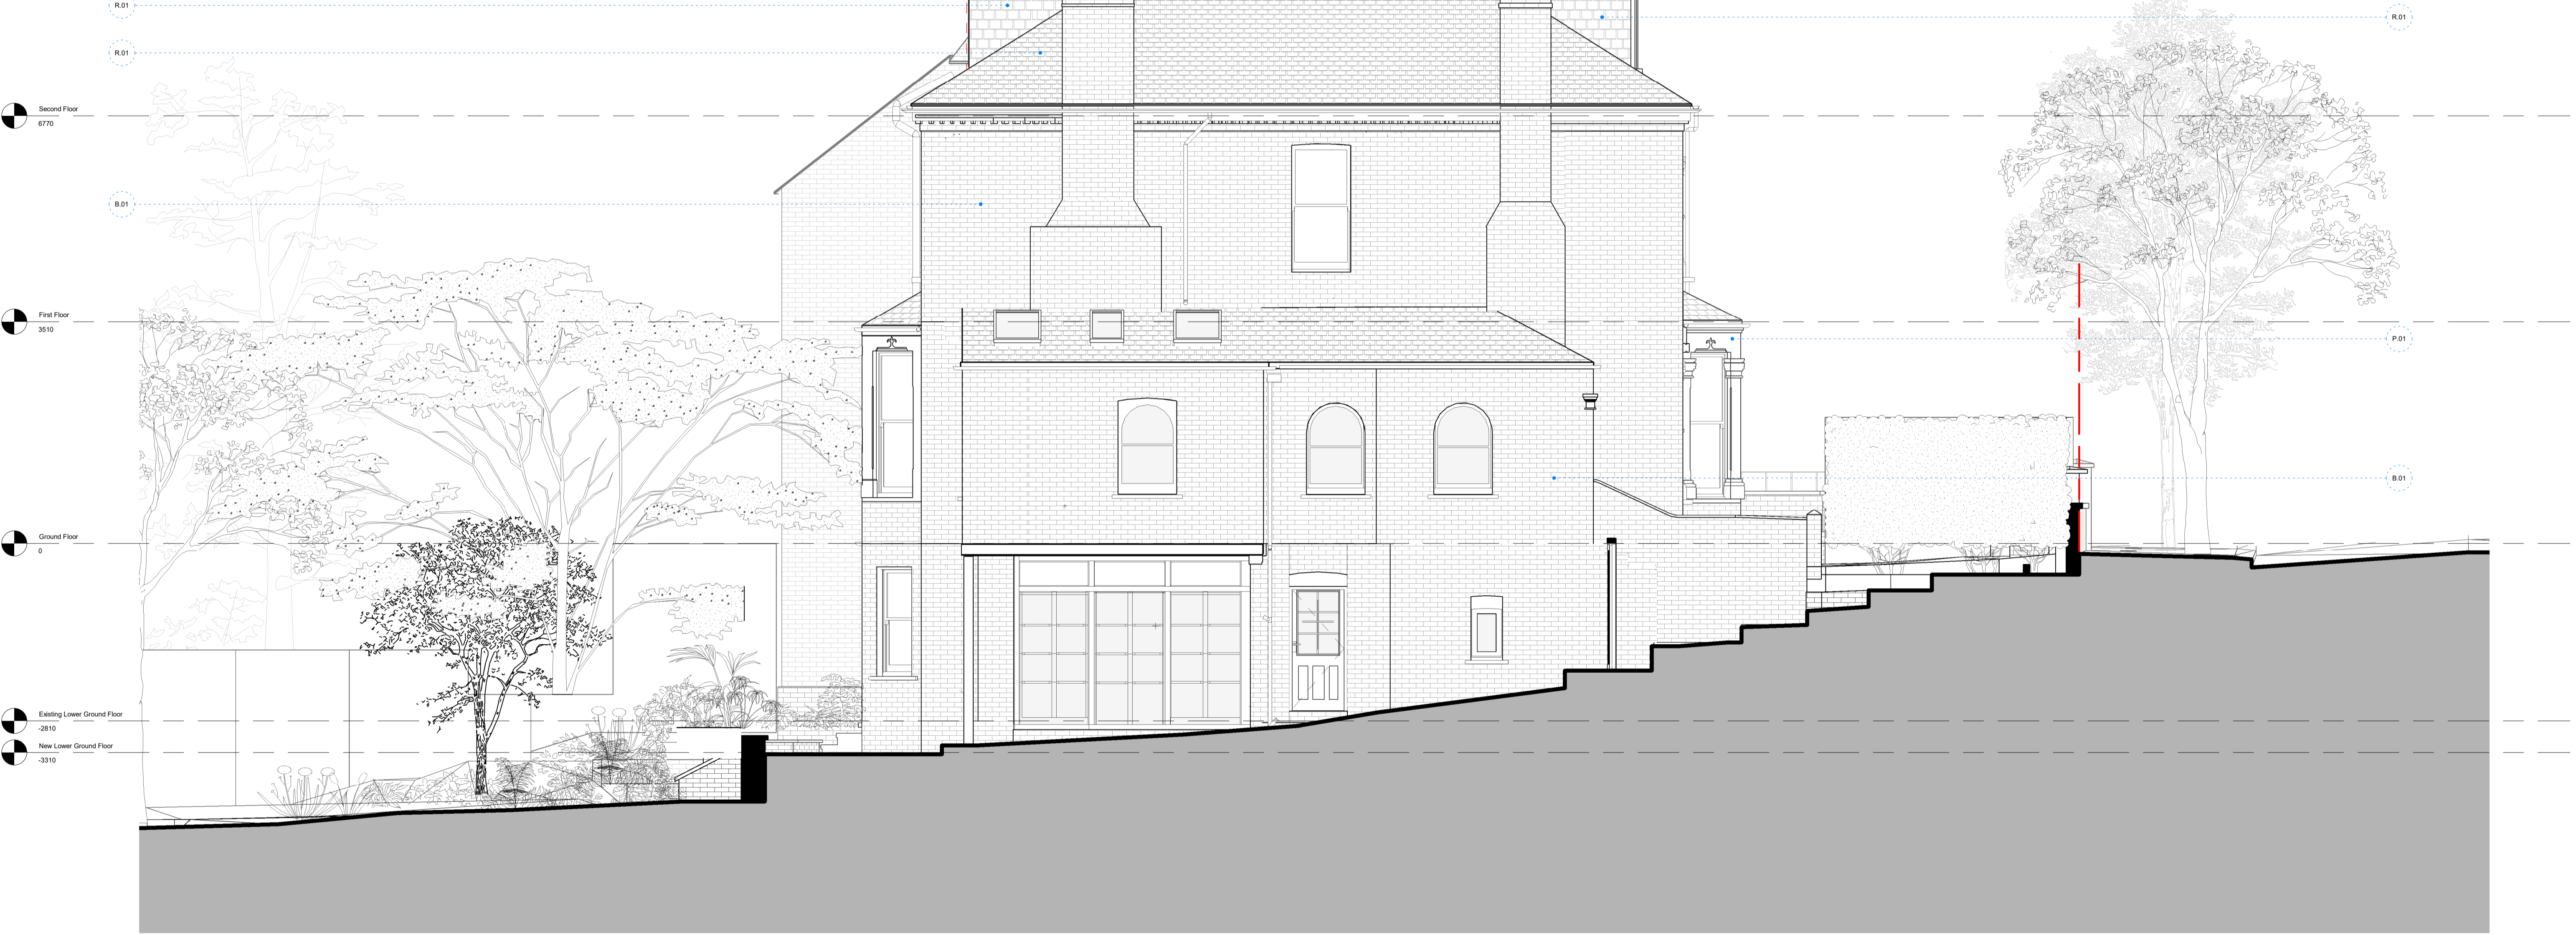 R.01
R.01
R.01
Second Floor
6770
B.01
First Floor
3510
P.01
B.01
Ground Floor
0
Existing Lower Ground Floor
-2810
New Lower Ground Floor
-3310